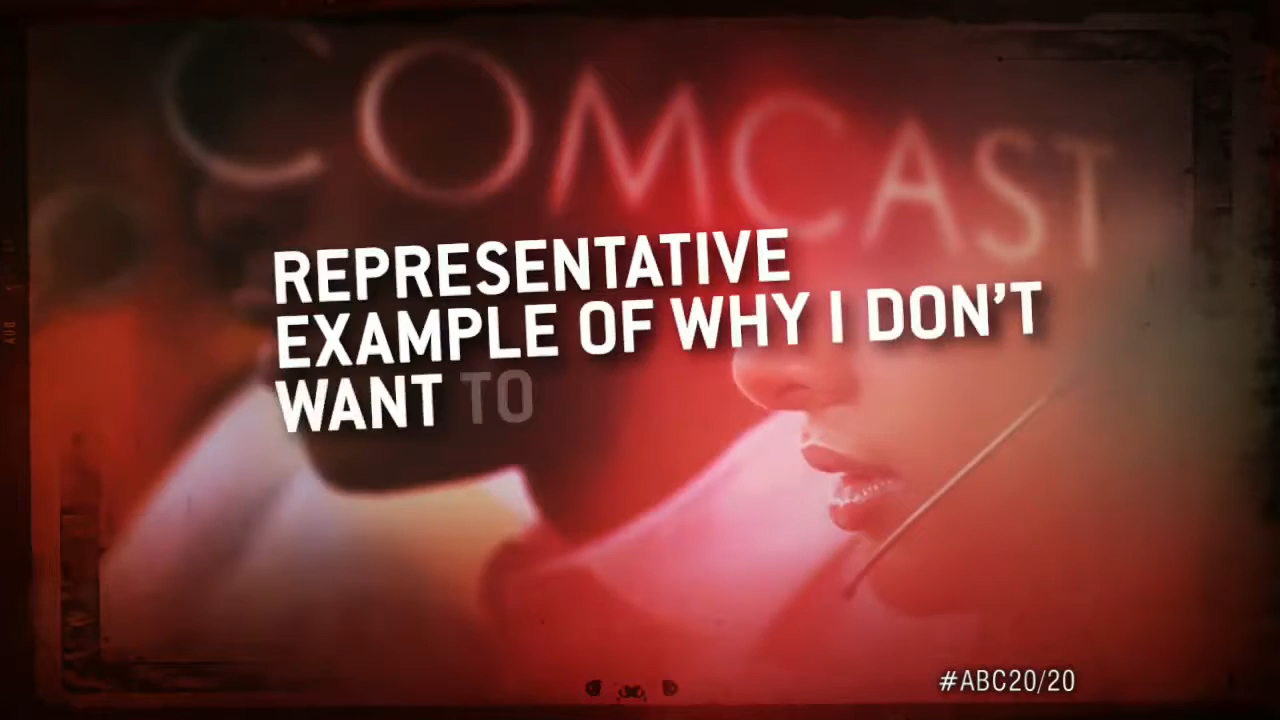 COMCAST
REPRESENTATIVE
EXAMPLE OF WHY I DON'T
WANT TO
#ABC20/20